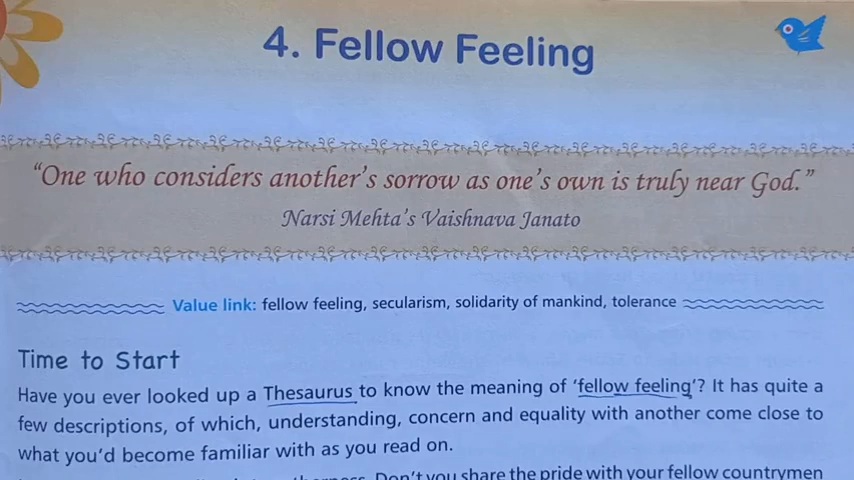 4. Fellow Feeling
“One who considers another’s sorrow as one’s own is truly near God.”
Narsi Mehta’s Vaishnava Janato
Value link: fellow feeling, secularism, solidarity of mankind, tolerance
Time to Start
Have you ever looked up a Thesaurus to know the meaning of ‘fellow feeling’? It has quite a
few descriptions, of which, understanding, concern and equality with another come close to
what you’d become familiar with as you read on.
Don’t you share the pride with your fellow countrymen